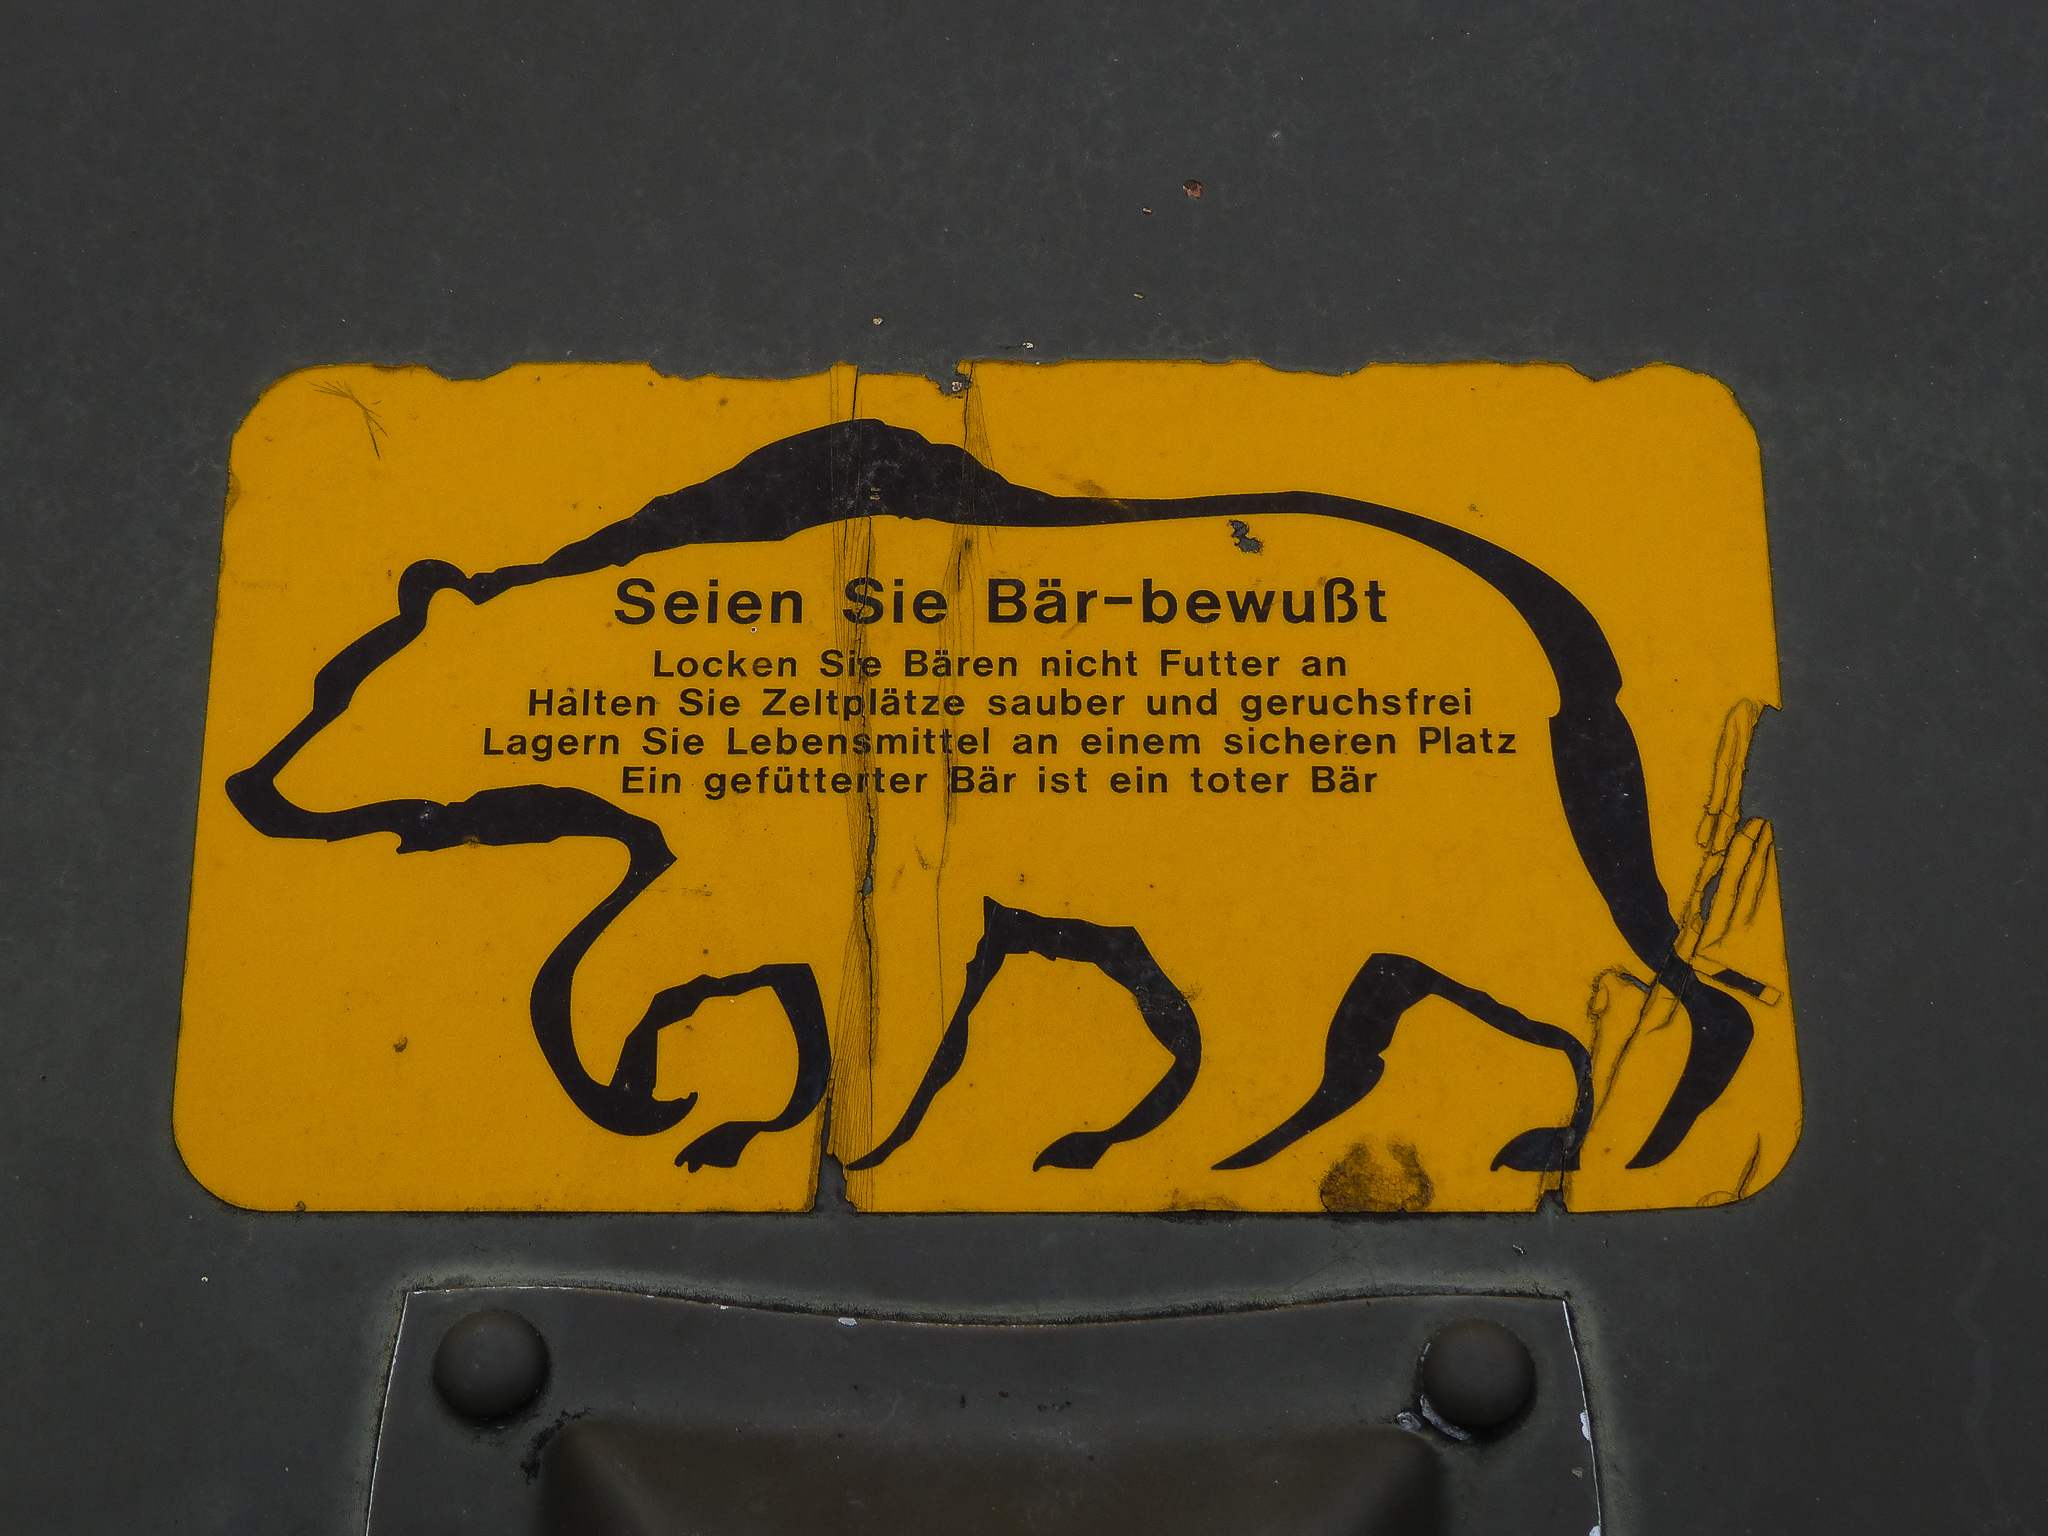 Seien Sie Bär-bewußt
Locken Sie Bären nicht Futter an
Halten Sie Zeltplätze sauber und geruchsfrei
Lagern Sie Lebensmittel an einem sicheren Platz
Ein gefütterter Bär ist ein toter Bär